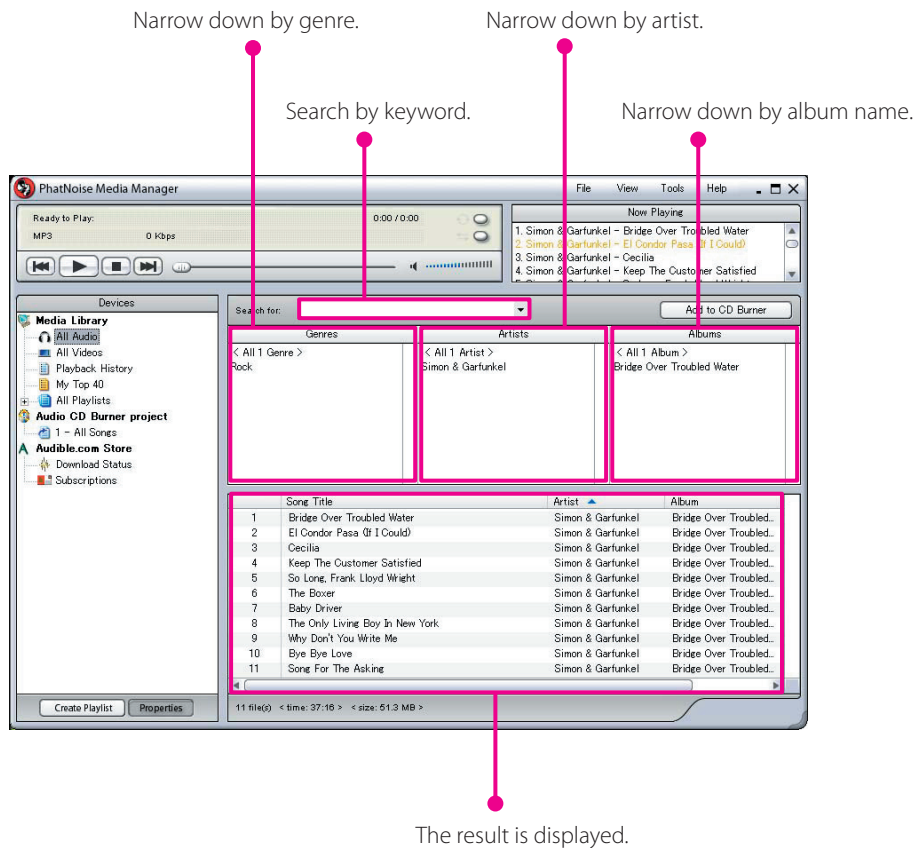 Narrow down by genre.
Narrow down by artist.
Search by keyword.
Narrow down by album name.
PhatNoise Media Manager
File View Tools Help
Ready to Play: 0:00 / 0:00
MP3 0 Kbps
Now Playing
1. Simon & Garfunkel - Bridge Over Troubled Water
2. Simon & Garfunkel - El Condor Pasa (If I Could)
3. Simon & Garfunkel - Cecilia
4. Simon & Garfunkel - Keep The Customer Satisfied
Devices
Media Library
All Audio
All Videos
Playback History
My Top 40
All Playlists
Audio CD Burner project
1 - All Songs
Audible.com Store
Download Status
Subscriptions
Create Playlist Properties
Search for: Add to CD Burner
Genres Artists Albums
< All 1 Genre > < All 1 Artist > < All 1 Album >
Rock Simon & Garfunkel Bridge Over Troubled Water
Song Title Artist Album
1 Bridge Over Troubled Water Simon & Garfunkel Bridge Over Troubled...
2 El Condor Pasa (If I Could) Simon & Garfunkel Bridge Over Troubled...
3 Cecilia Simon & Garfunkel Bridge Over Troubled...
4 Keep The Customer Satisfied Simon & Garfunkel Bridge Over Troubled...
5 So Long, Frank Lloyd Wright Simon & Garfunkel Bridge Over Troubled...
6 The Boxer Simon & Garfunkel Bridge Over Troubled...
7 Baby Driver Simon & Garfunkel Bridge Over Troubled...
8 The Only Living Boy In New York Simon & Garfunkel Bridge Over Troubled...
9 Why Don't You Write Me Simon & Garfunkel Bridge Over Troubled...
10 Bye Bye Love Simon & Garfunkel Bridge Over Troubled...
11 Song For The Asking Simon & Garfunkel Bridge Over Troubled...
11 file(s) < time: 37:16 > < size: 51.3 MB >
The result is displayed.